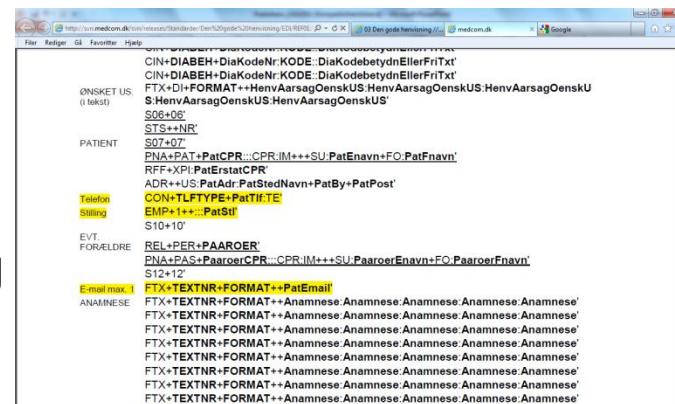 http://svn.medcom.dk/svn/releases/Standarder/Den%20gode%20henvisning/EDI/REF01.
03 Den gode henvisning //...
medcom.dk
Google
Filer Rediger Gå Favoritter Hjælp
CIN+DIABEH+DiaKodeNr:KODE::DiaKodebetydnEllerFriTxt'
CIN+DIABEH+DiaKodeNr:KODE::DiaKodebetydnEllerFriTxt'
CIN+DIABEH+DiaKodeNr:KODE::DiaKodebetydnEllerFriTxt'
ØNSKET US. FTX+DI+FORMAT++HenvAarsagOenskUS:HenvAarsagOenskUS:HenvAarsagOenskU
(i tekst) S:HenvAarsagOenskUS:HenvAarsagOenskUS'
S06+06'
STS++NR'
PATIENT S07+07'
PNA+PAT+PatCPR:::CPR:IM+++SU:PatEnavn+FO:PatFnavn'
RFF+XPI:PatErstatCPR'
ADR++US:PatAdr:PatStedNavn+PatBy+PatPost'
Telefon CON+TLFTYPE+PatTlf:TE'
Stilling EMP+1++:::PatStl'
S10+10'
EVT.
FORÆLDRE REL+PER+PAAROER'
PNA+PAS+PaaroerCPR:::CPR:IM+++SU:PaaroerEnavn+FO:PaaroerFnavn'
S12+12'
E-mail max. 1 FTX+TEXTNR+FORMAT++PatEmail'
ANAMNESE FTX+TEXTNR+FORMAT++Anamnese:Anamnese:Anamnese:Anamnese:Anamnese'
FTX+TEXTNR+FORMAT++Anamnese:Anamnese:Anamnese:Anamnese:Anamnese'
FTX+TEXTNR+FORMAT++Anamnese:Anamnese:Anamnese:Anamnese:Anamnese'
FTX+TEXTNR+FORMAT++Anamnese:Anamnese:Anamnese:Anamnese:Anamnese'
FTX+TEXTNR+FORMAT++Anamnese:Anamnese:Anamnese:Anamnese:Anamnese'
FTX+TEXTNR+FORMAT++Anamnese:Anamnese:Anamnese:Anamnese:Anamnese'
FTX+TEXTNR+FORMAT++Anamnese:Anamnese:Anamnese:Anamnese:Anamnese'
FTX+TEXTNR+FORMAT++Anamnese:Anamnese:Anamnese:Anamnese:Anamnese'